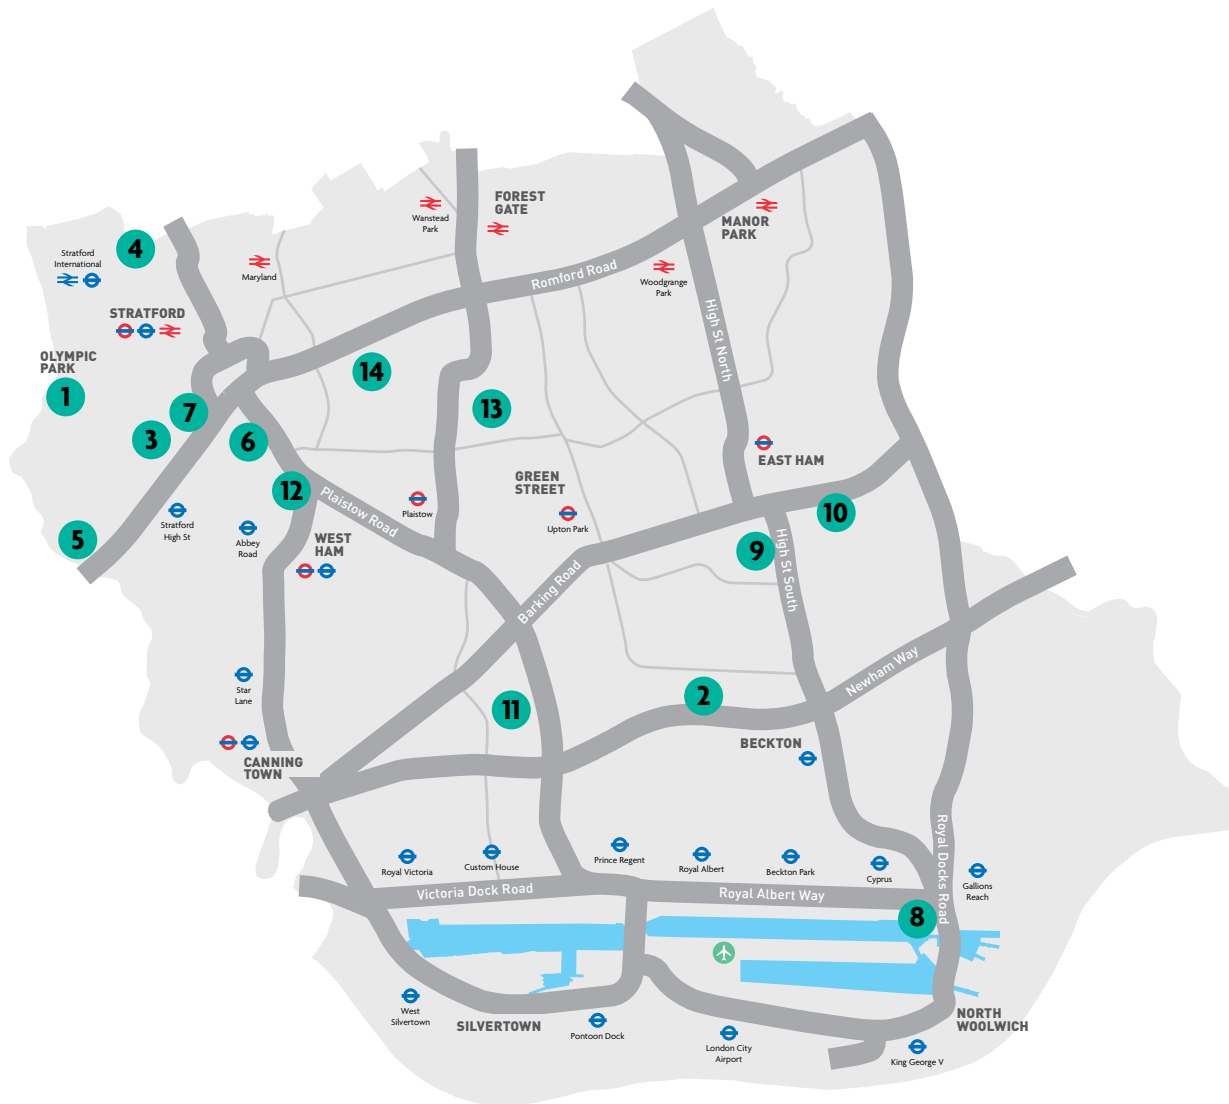 FOREST
GATE
Wanstead
Park
MANOR
PARK
4
Stratford
International
Maryland
Woodgrange
Park
Romford Road
STRATFORD
High St North
OLYMPIC
PARK
1
14
7
13
3
6
EAST HAM
GREEN
STREET
12
Plaistow Road
Plaistow
Upton Park
10
Stratford
High St
5
Abbey
Road
WEST
HAM
9
High St South
Barking Road
Newham Way
Star
Lane
2
11
BECKTON
CANNING
TOWN
Royal Docks Road
Royal Victoria
Custom House
Prince Regent
Royal Albert
Beckton Park
Cyprus
Gallions
Reach
Victoria Dock Road
Royal Albert Way
8
West
Silvertown
SILVERTOWN
Pontoon Dock
London City
Airport
NORTH
WOOLWICH
King George V